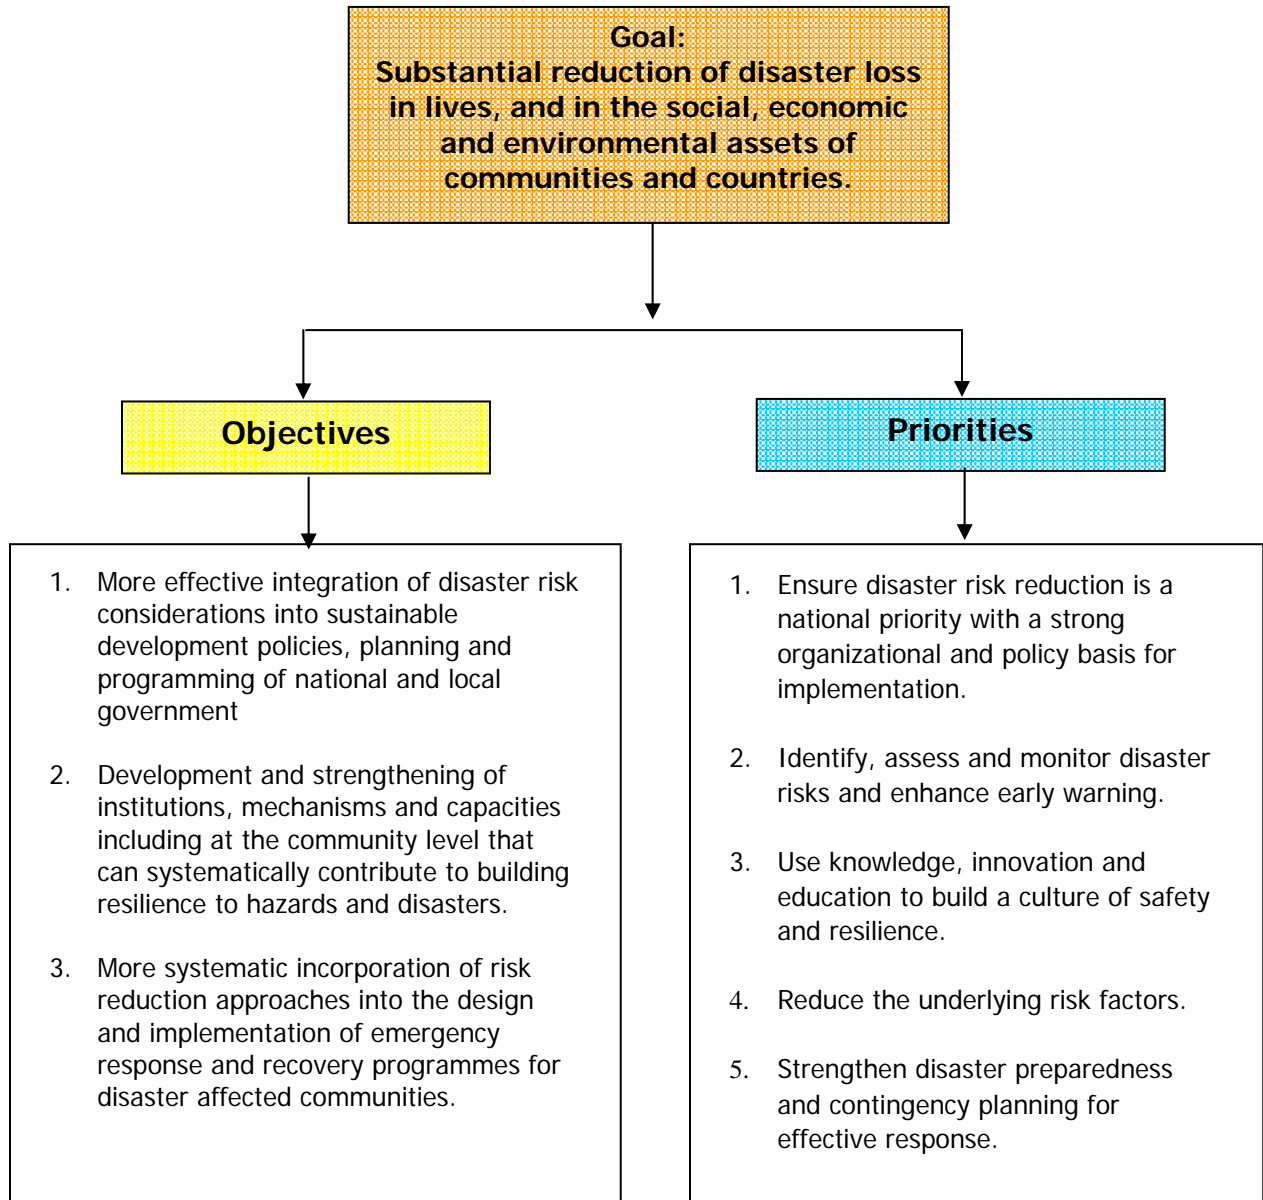 Goal:
Substantial reduction of disaster loss
in lives, and in the social, economic
and environmental assets of
communities and countries.
Objectives
Priorities
1. More effective integration of disaster risk
considerations into sustainable
development policies, planning and
programming of national and local
government
2. Development and strengthening of
institutions, mechanisms and capacities
including at the community level that
can systematically contribute to building
resilience to hazards and disasters.
3. More systematic incorporation of risk
reduction approaches into the design
and implementation of emergency
response and recovery programmes for
disaster affected communities.
1. Ensure disaster risk reduction is a
national priority with a strong
organizational and policy basis for
implementation.
2. Identify, assess and monitor disaster
risks and enhance early warning.
3. Use knowledge, innovation and
education to build a culture of safety
and resilience.
4. Reduce the underlying risk factors.
5. Strengthen disaster preparedness
and contingency planning for
effective response.